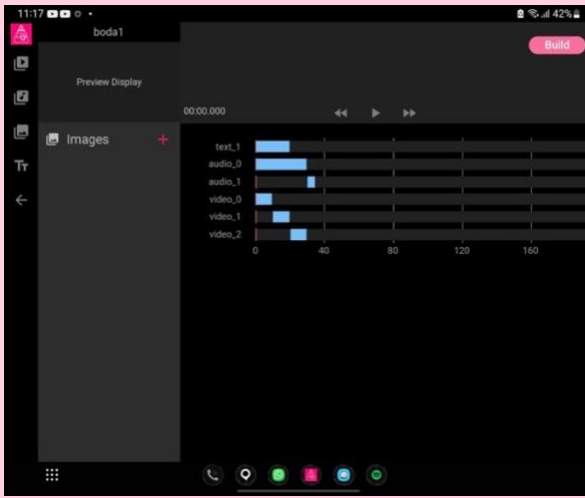 11:17
42%
boda1
Build
Preview Display
00:00.000
Images
text_1
audio_0
audio_1
video_0
video_1
video_2
0 40 80 120 160
Tт